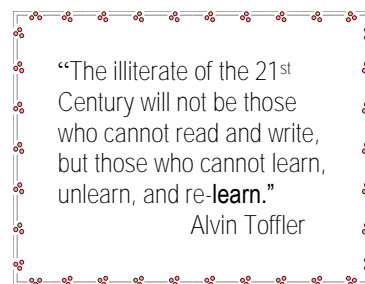 “The illiterate of the 21st
Century will not be those
who cannot read and write,
but those who cannot learn,
unlearn, and re-learn.”
Alvin Toffler